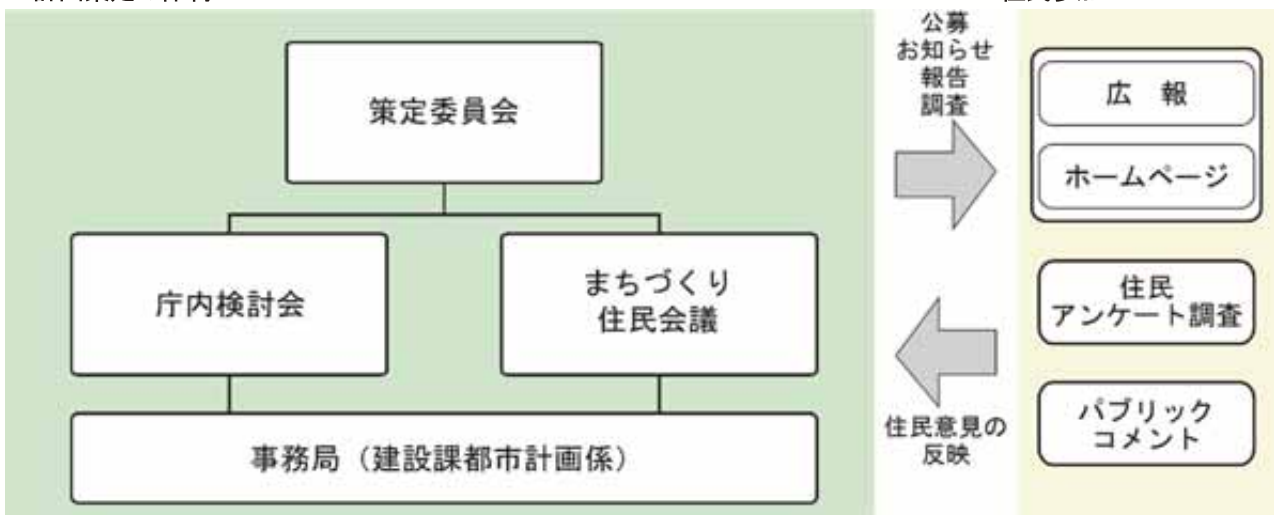 策定委員会
庁内検討会
まちづくり
住民会議
事務局（建設課都市計画係）
公募
お知らせ
報告
調査
住民意見の
反映
広 報
ホームページ
住民
アンケート調査
パブリック
コメント